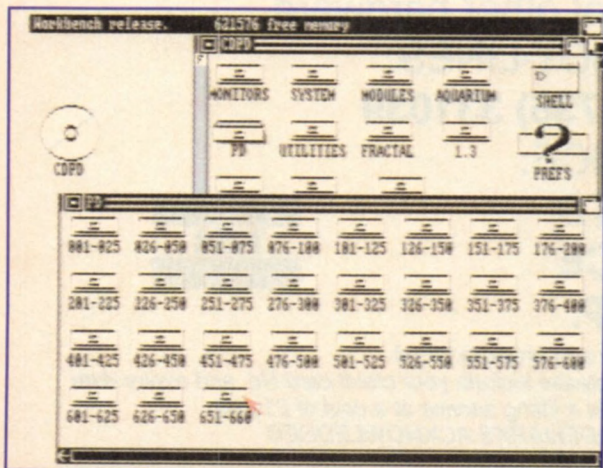 Workbench release.    621576 free memory
CDPD
MONITORS SYSTEM MODULES AQUARIUM SHELL
CDPD
PD UTILITIES FRACTAL 1.3 PREFS
PD
001-025 026-050 051-075 076-100 101-125 126-150 151-175 176-200
201-225 226-250 251-275 276-300 301-325 326-350 351-375 376-400
401-425 426-450 451-475 476-500 501-525 526-550 551-575 576-600
601-625 626-650 651-660